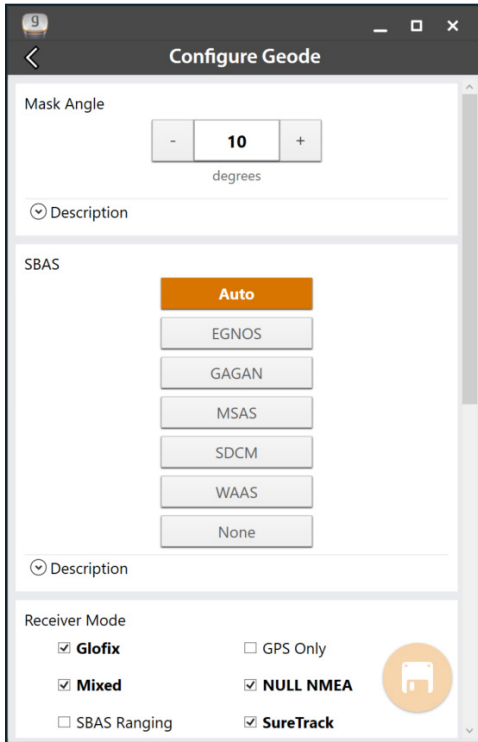 g
Configure Geode
Mask Angle
- 10 +
degrees
Description
SBAS
Auto
EGNOS
GAGAN
MSAS
SDCM
WAAS
None
Description
Receiver Mode
Glofix GPS Only
Mixed NULL NMEA
SBAS Ranging SureTrack